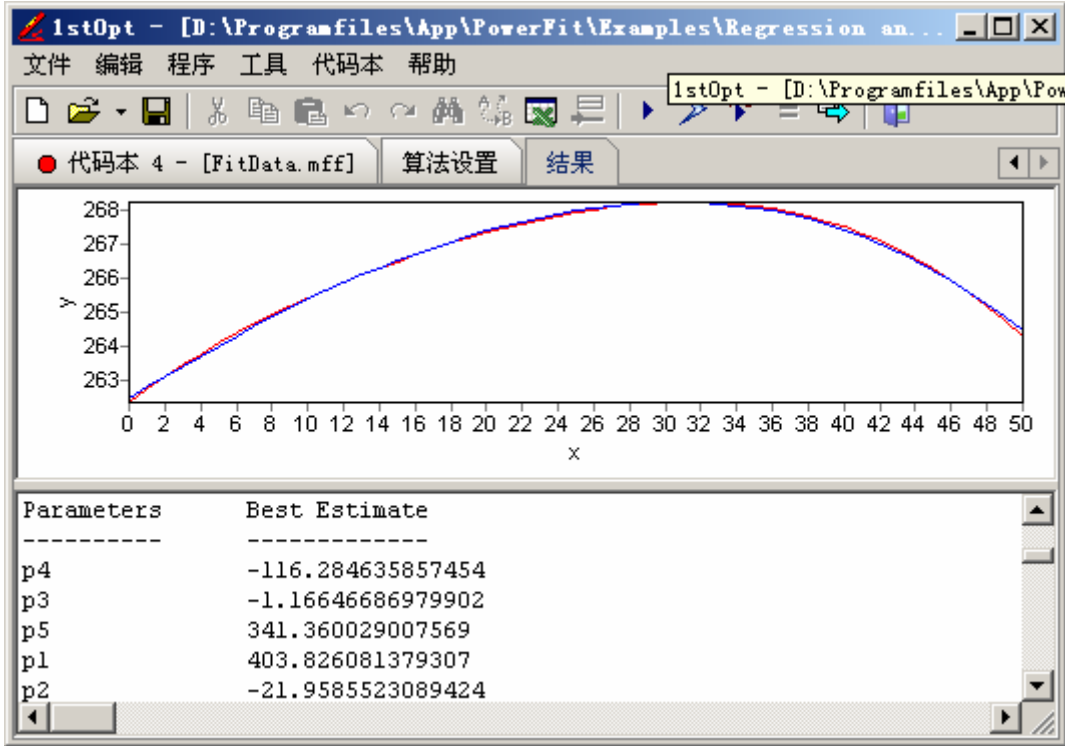 1stOpt - [D:\Programfiles\App\PowerFit\Examples\Regression an...
文件 编辑 程序 工具 代码本 帮助
1stOpt - [D:\Programfiles\App\Pow
代码本 4 - [FitData.mff] 算法设置 结果
268
267
266
265
264
263
y
0 2 4 6 8 10 12 14 16 18 20 22 24 26 28 30 32 34 36 38 40 42 44 46 48 50
x
Parameters Best Estimate
---------- -------------
p4 -116.284635857454
p3 -1.16646686979902
p5 341.360029007569
p1 403.826081379307
p2 -21.9585523089424